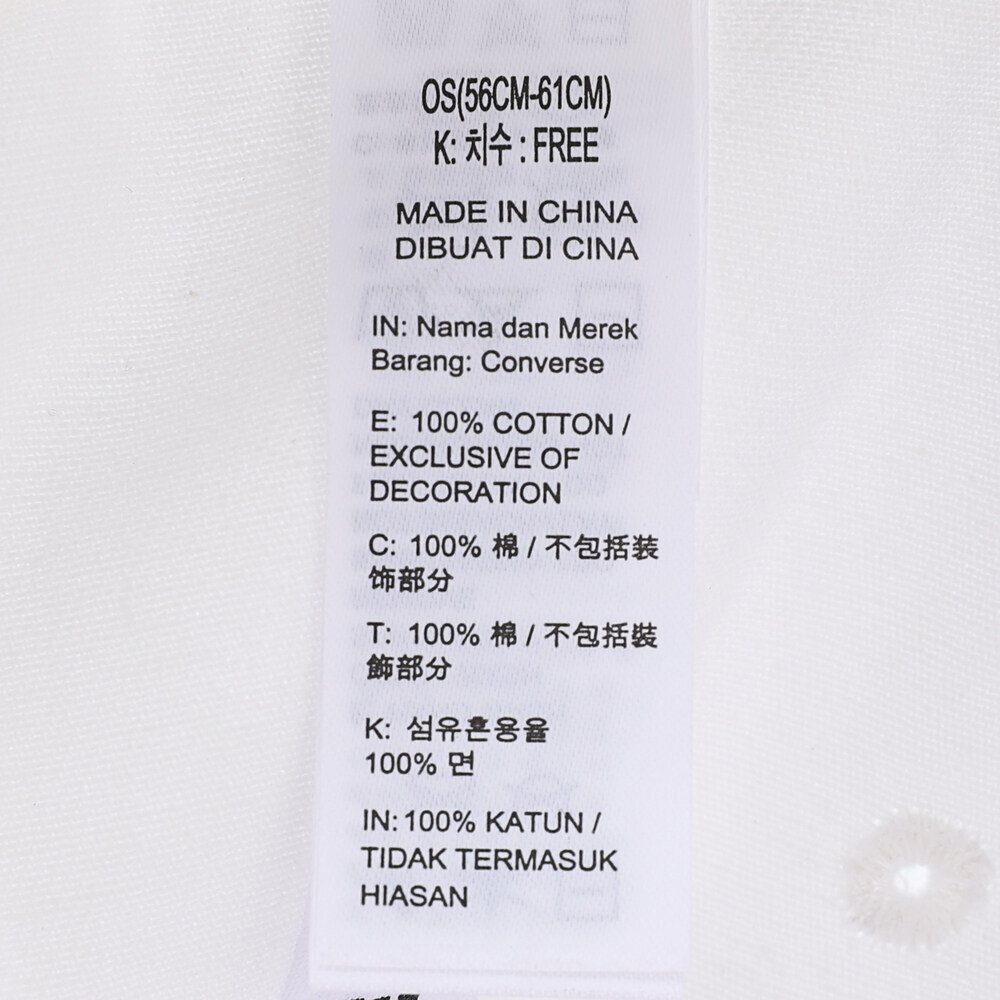 OS(56CM-61CM)
K: 치수 : FREE
MADE IN CHINA
DIBUAT DI CINA
IN: Nama dan Merek
Barang: Converse
E: 100% COTTON /
EXCLUSIVE OF
DECORATION
C: 100% 棉 / 不包括装
饰部分
T: 100% 棉 / 不包括裝
飾部分
K: 섬유혼용율
100% 면
IN: 100% KATUN /
TIDAK TERMASUK
HIASAN